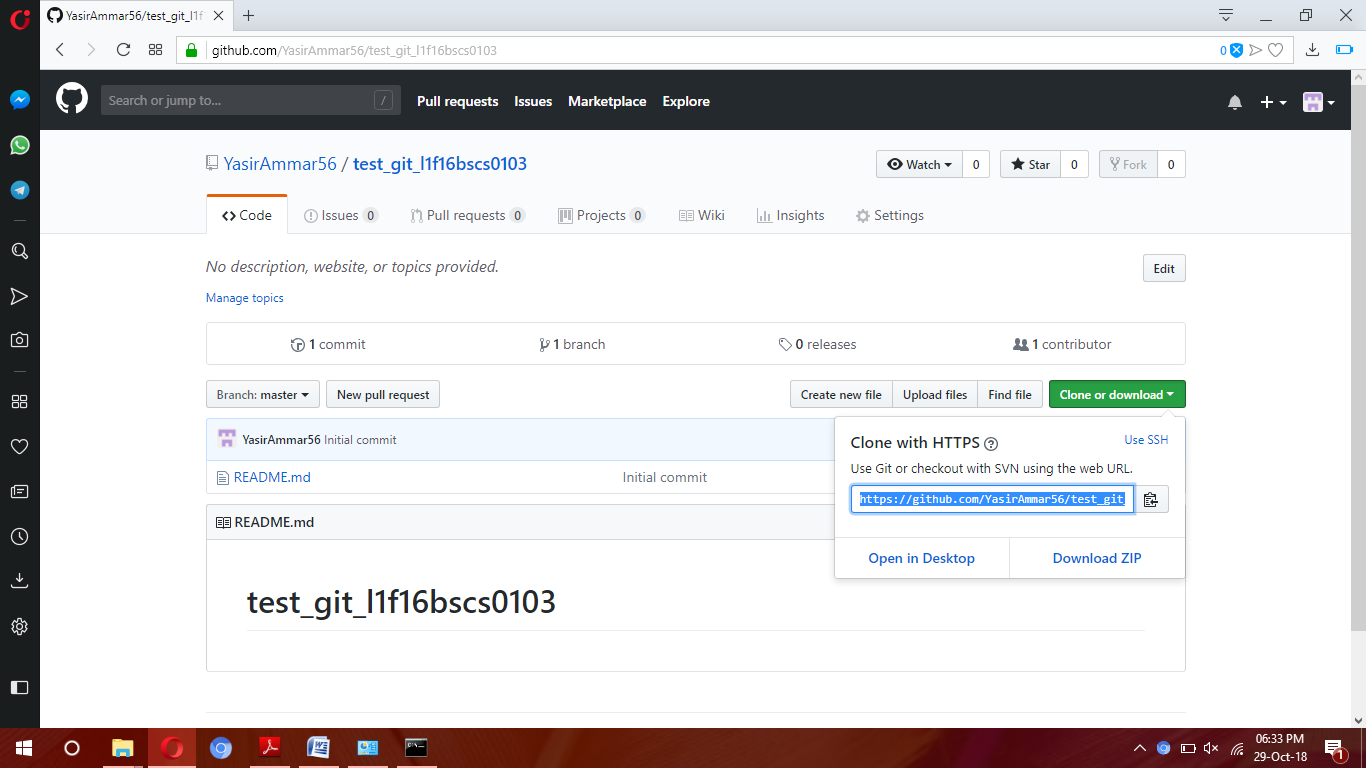 YasirAmmar56/test_git_l1f
github.com/YasirAmmar56/test_git_l1f16bscs0103
0
Search or jump to...
/
Pull requests
Issues
Marketplace
Explore
YasirAmmar56 / test_git_l1f16bscs0103
Watch 0
Star 0
Fork 0
Code
Issues 0
Pull requests 0
Projects 0
Wiki
Insights
Settings
No description, website, or topics provided.
Edit
Manage topics
1 commit
1 branch
0 releases
1 contributor
Branch: master
New pull request
Create new file
Upload files
Find file
Clone or download
YasirAmmar56 Initial commit
README.md
Initial commit
Clone with HTTPS ?
Use SSH
Use Git or checkout with SVN using the web URL.
https://github.com/YasirAmmar56/test_git_
Open in Desktop
Download ZIP
README.md
test_git_l1f16bscs0103
06:33 PM
29-Oct-18
1